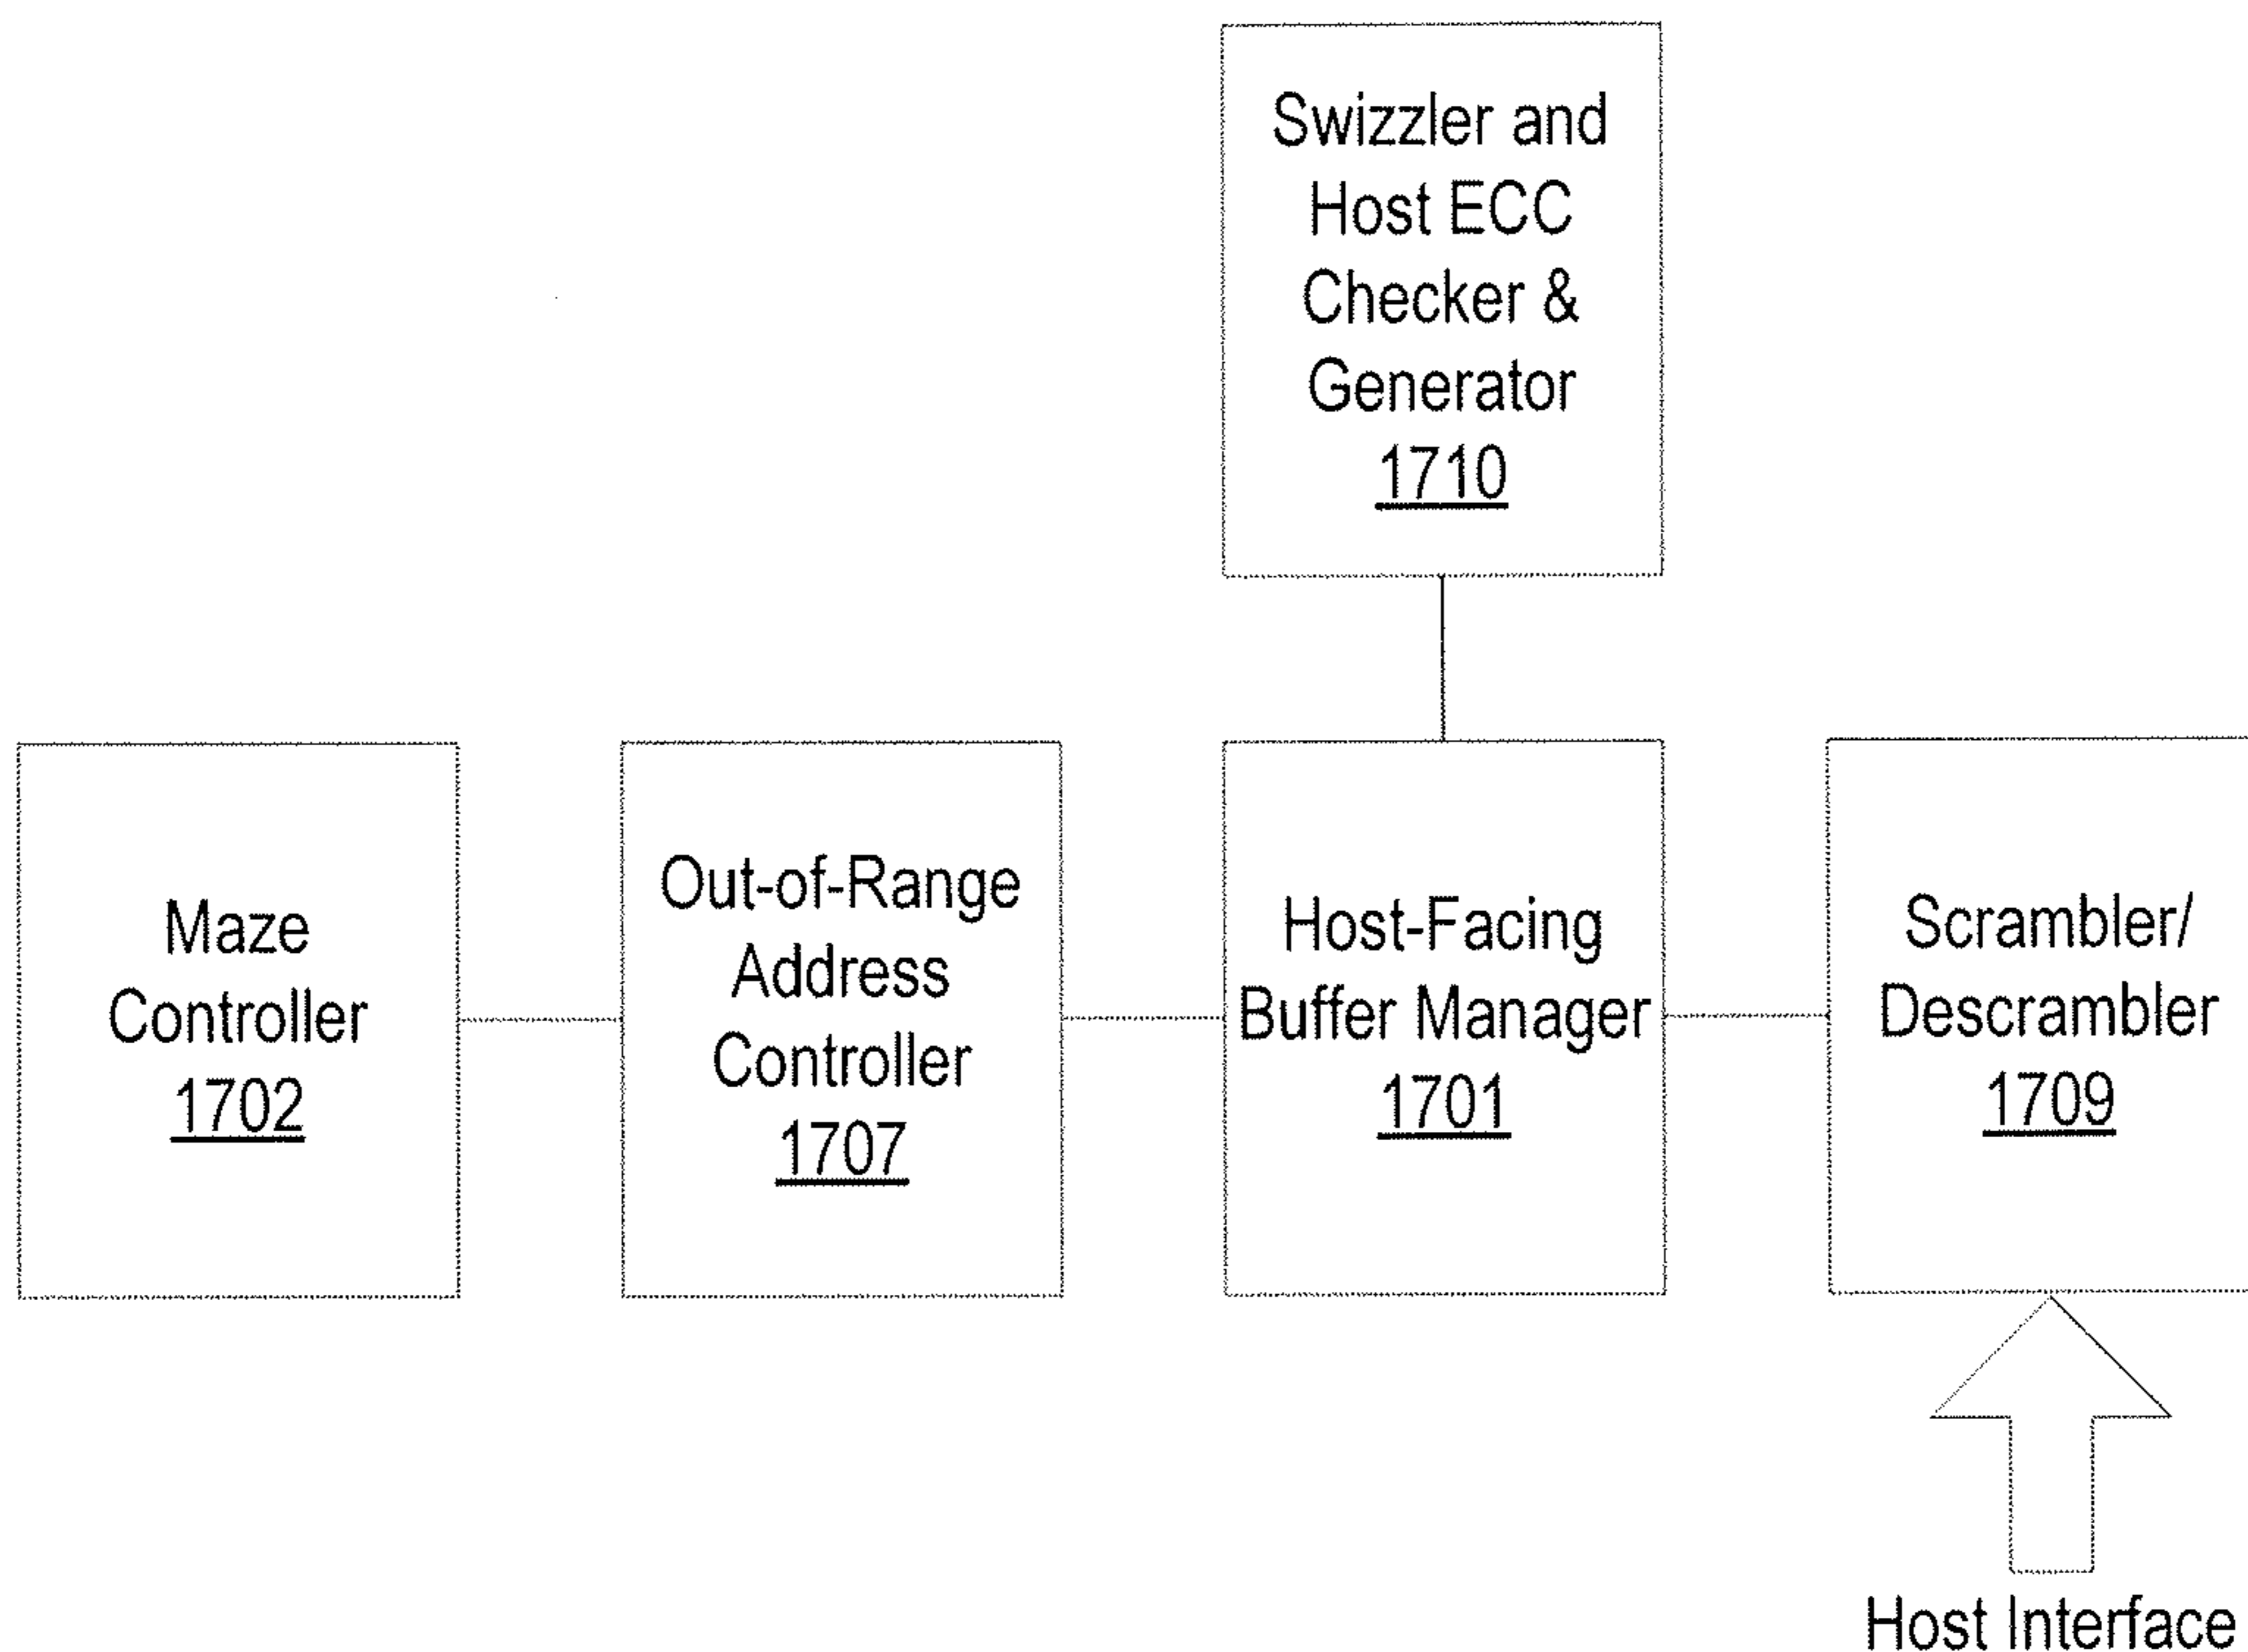 Swizzler and
Host ECC
Checker &
Generator
1710
Maze
Controller
1702
Out-of-Range
Address
Controller
1707
Host-Facing
Buffer Manager
1701
Scrambler/
Descrambler
1709
Host Interface